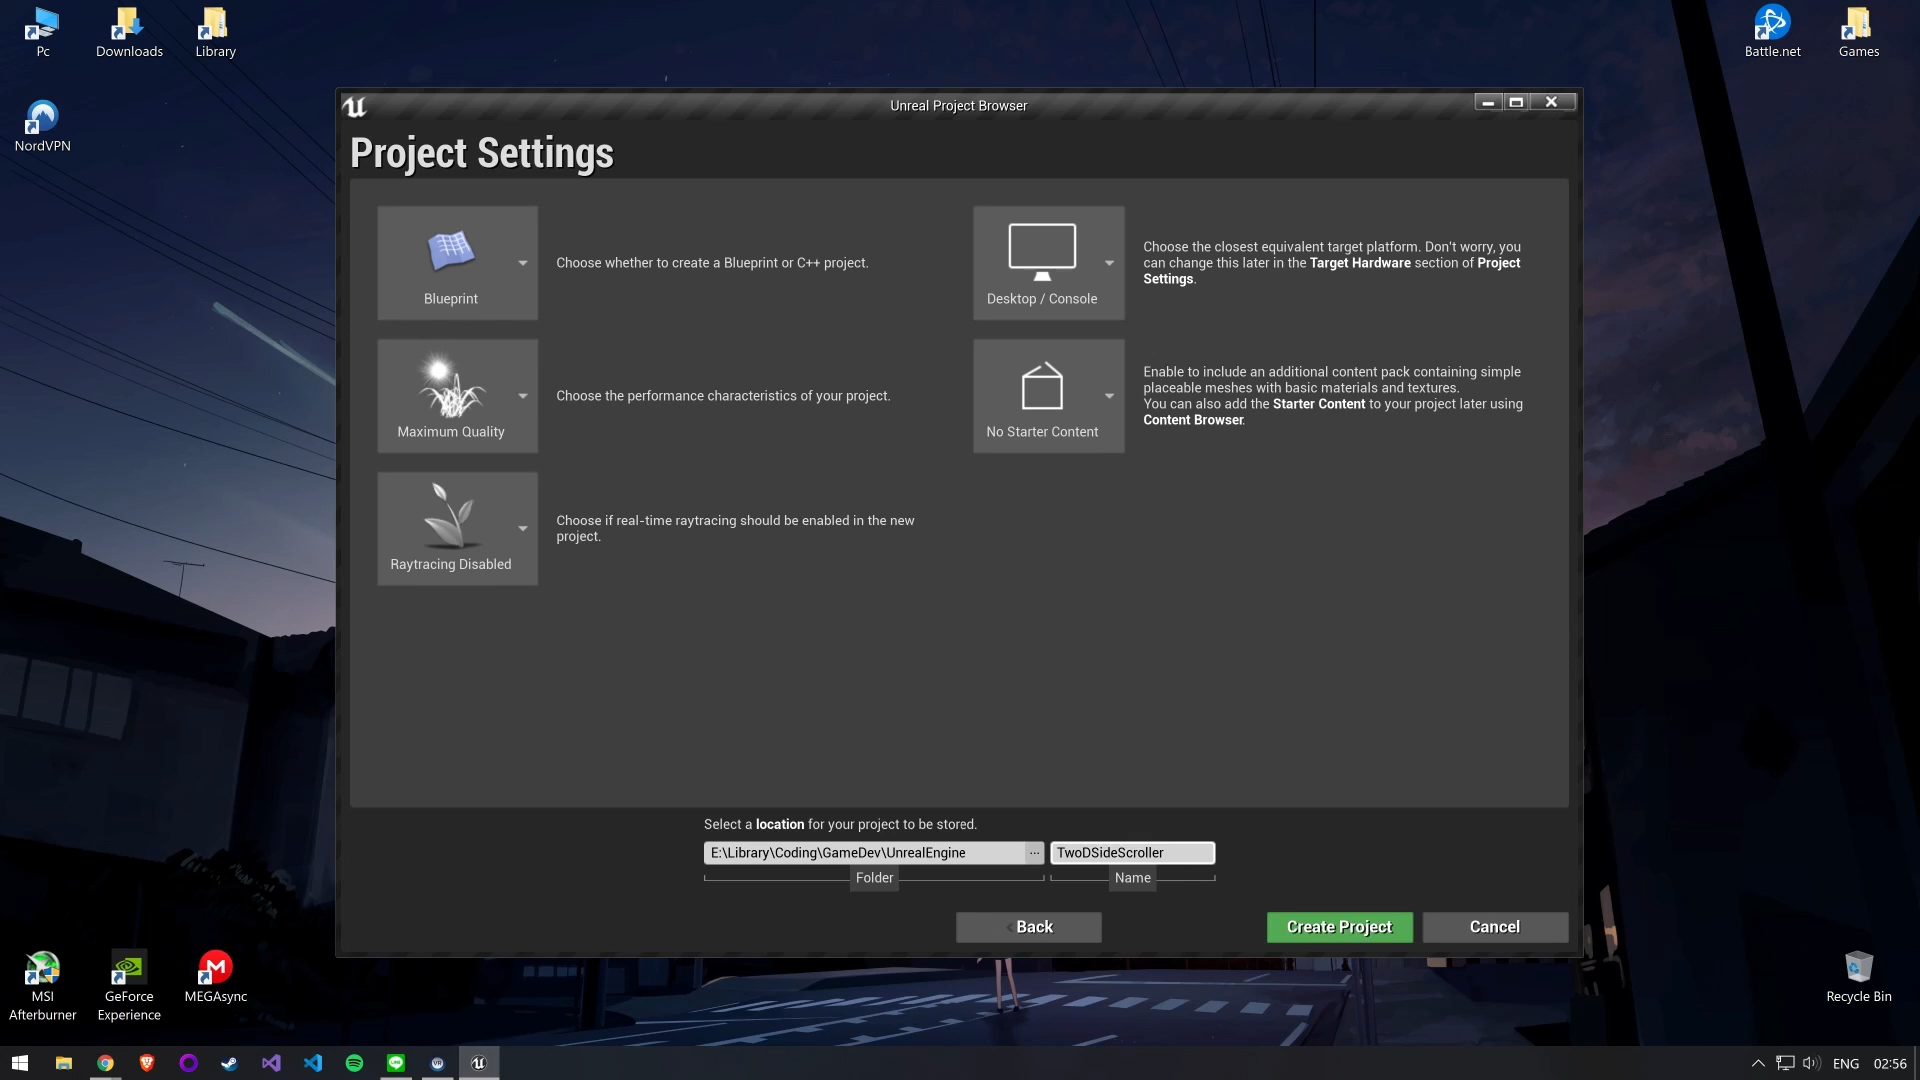 Pc
Downloads
Library
Battle.net
Games
NordVPN
Unreal Project Browser
Project Settings
Blueprint
Choose whether to create a Blueprint or C++ project.
Desktop / Console
Choose the closest equivalent target platform. Don't worry, you
can change this later in the Target Hardware section of Project
Settings.
Maximum Quality
Choose the performance characteristics of your project.
No Starter Content
Enable to include an additional content pack containing simple
placeable meshes with basic materials and textures.
You can also add the Starter Content to your project later using
Content Browser.
Raytracing Disabled
Choose if real-time raytracing should be enabled in the new
project.
Select a location for your project to be stored.
E:\Library\Coding\GameDev\UnrealEngine
...
TwoDSideScroller
Folder
Name
Back
Create Project
Cancel
MSI
Afterburner
GeForce
Experience
MEGAsync
Recycle Bin
ENG
02:56